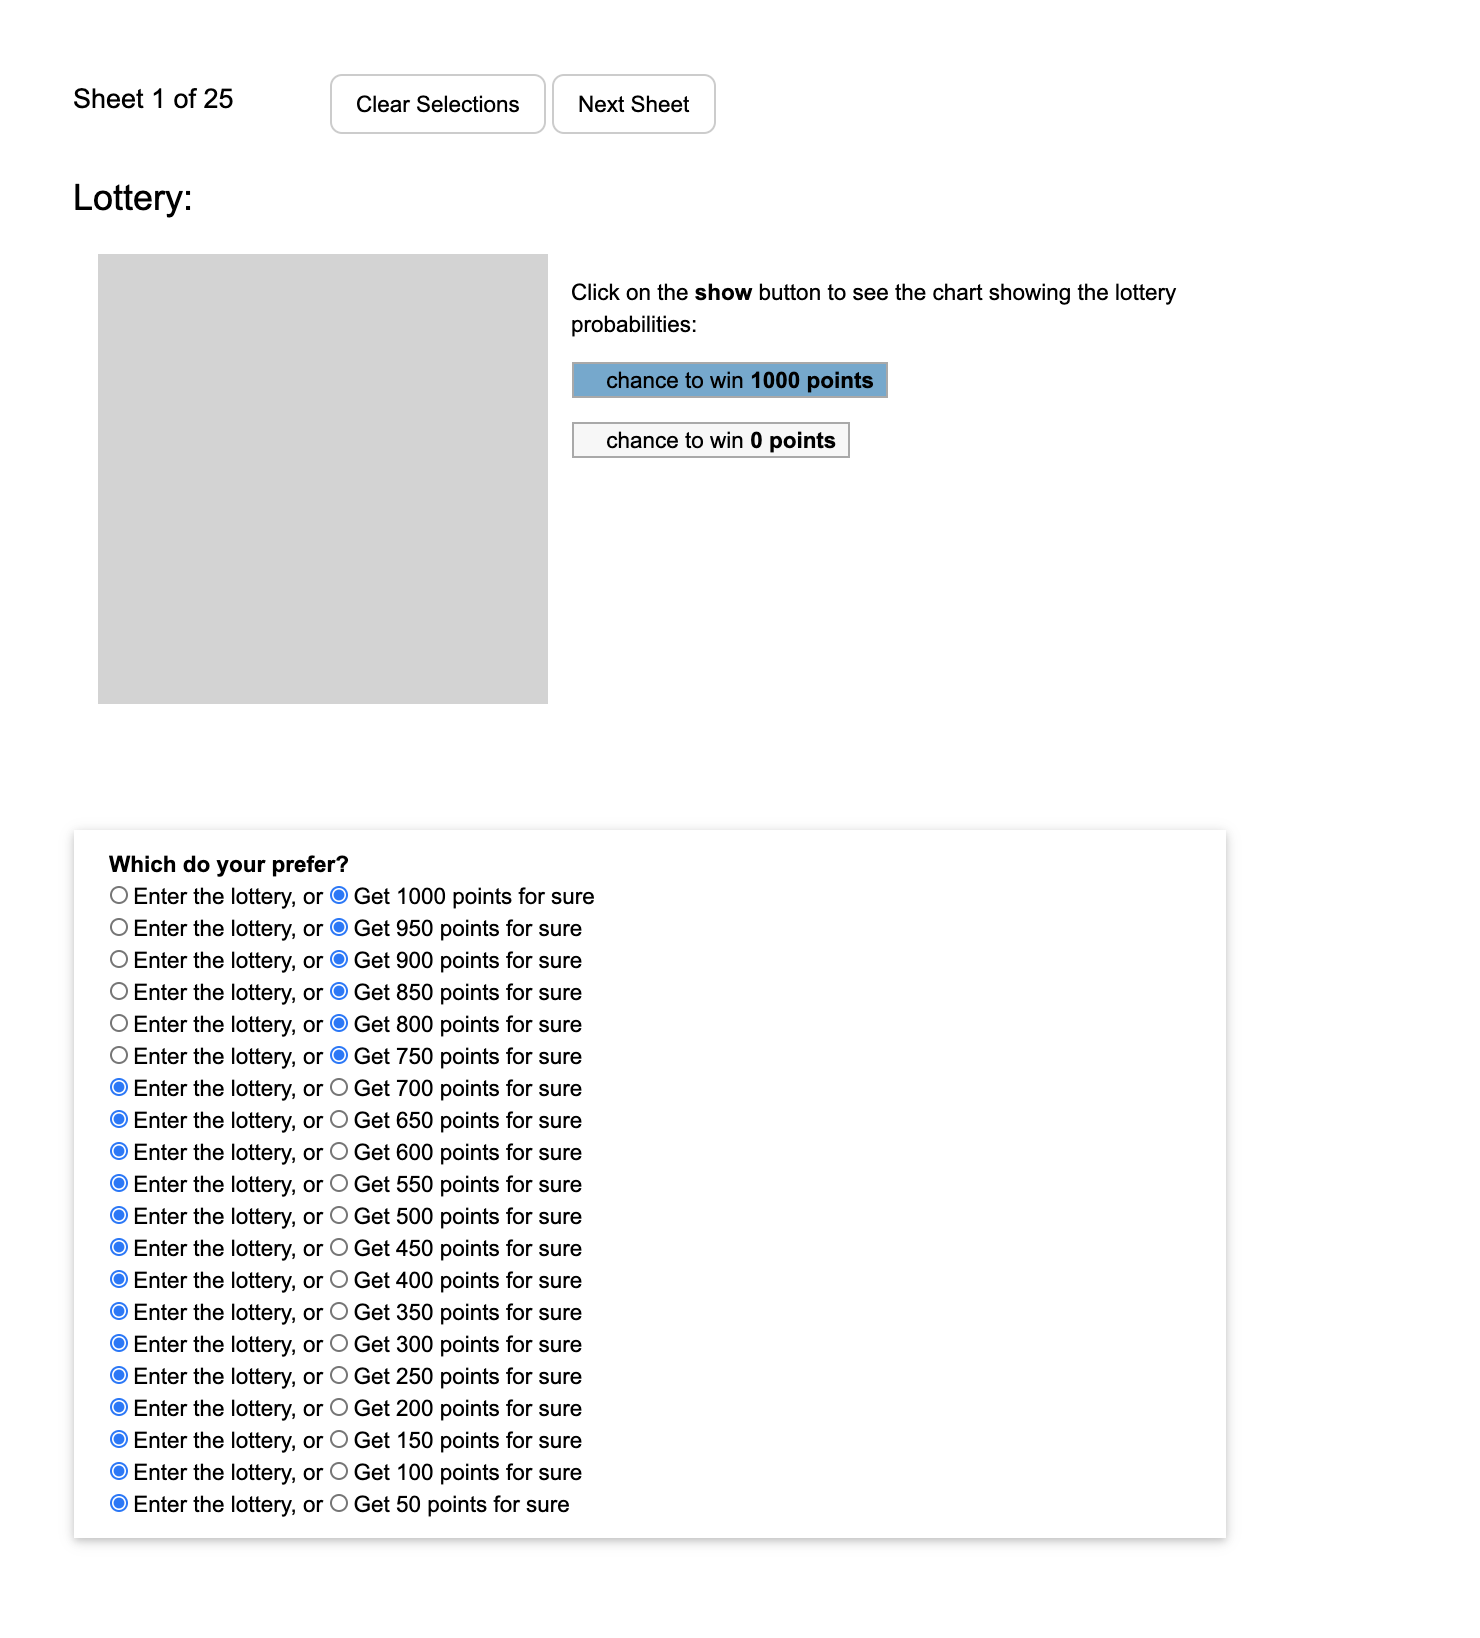 Sheet 1 of 25
Clear Selections
Next Sheet
Lottery:
Click on the show button to see the chart showing the lottery
probabilities:
chance to win 1000 points
chance to win 0 points
Which do your prefer?
Enter the lottery, or Get 1000 points for sure
Enter the lottery, or Get 950 points for sure
Enter the lottery, or Get 900 points for sure
Enter the lottery, or Get 850 points for sure
Enter the lottery, or Get 800 points for sure
Enter the lottery, or Get 750 points for sure
Enter the lottery, or Get 700 points for sure
Enter the lottery, or Get 650 points for sure
Enter the lottery, or Get 600 points for sure
Enter the lottery, or Get 550 points for sure
Enter the lottery, or Get 500 points for sure
Enter the lottery, or Get 450 points for sure
Enter the lottery, or Get 400 points for sure
Enter the lottery, or Get 350 points for sure
Enter the lottery, or Get 300 points for sure
Enter the lottery, or Get 250 points for sure
Enter the lottery, or Get 200 points for sure
Enter the lottery, or Get 150 points for sure
Enter the lottery, or Get 100 points for sure
Enter the lottery, or Get 50 points for sure